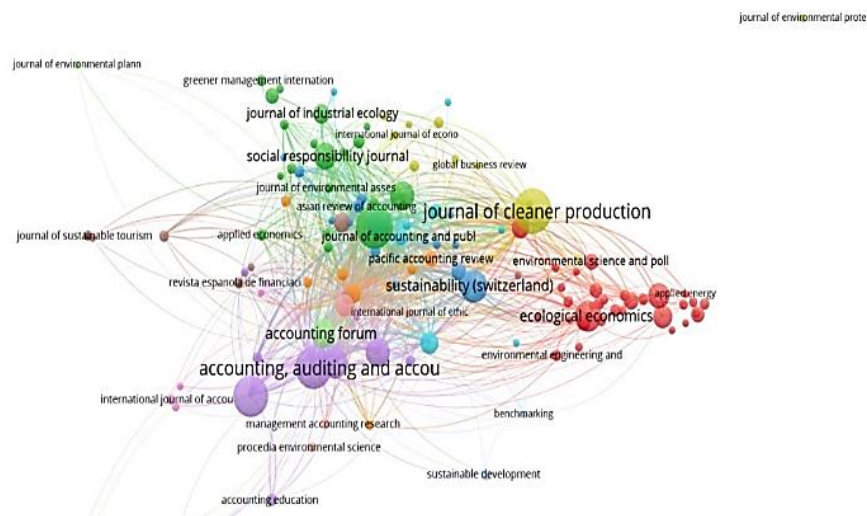 journal of environmental prote
journal of environmental plann
greener management internation
journal of industrial ecology
international journal of econo
social responsibility journal
global business review
journal of environmental asses
asian review of accounting
journal of cleaner production
journal of sustainable tourism
applied economics
journal of accounting and publ
pacific accounting review
environmental science and poll
revista espanola de financiaci
sustainability (switzerland)
applied energy
international journal of ethic
ecological economics
accounting forum
environmental engineering and
accounting, auditing and accou
international journal of accou
benchmarking
management accounting research
procedia environmental science
sustainable development
accounting education